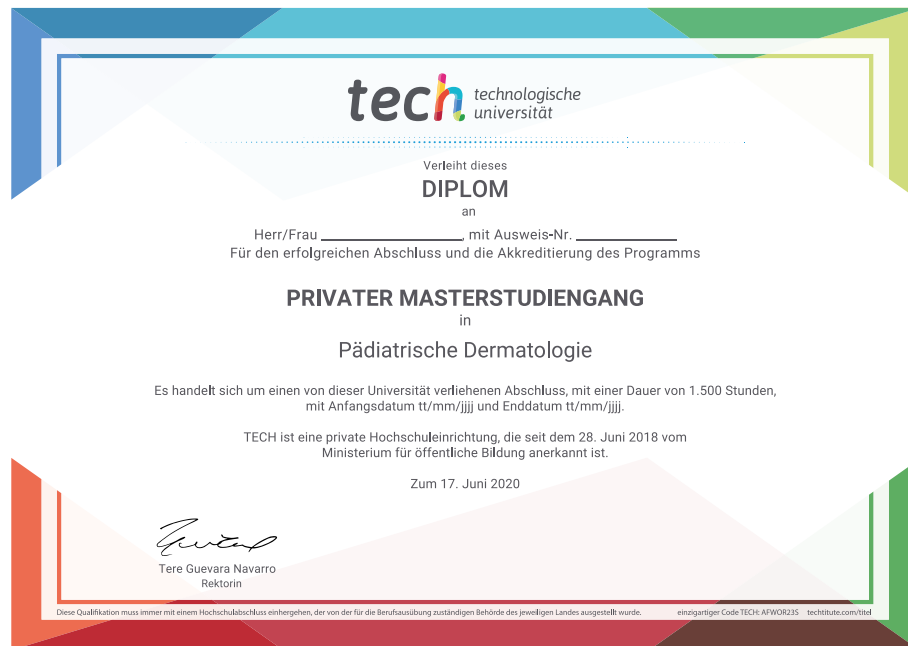 tech technologische
universität
Verleiht dieses
DIPLOM
an
Herr/Frau ____________________, mit Ausweis-Nr. ______________
Für den erfolgreichen Abschluss und die Akkreditierung des Programms
PRIVATER MASTERSTUDIENGANG
in
Pädiatrische Dermatologie
Es handelt sich um einen von dieser Universität verliehenen Abschluss, mit einer Dauer von 1.500 Stunden,
mit Anfangsdatum tt/mm/jjjj und Enddatum tt/mm/jjjj.
TECH ist eine private Hochschuleinrichtung, die seit dem 28. Juni 2018 vom
Ministerium für öffentliche Bildung anerkannt ist.
Zum 17. Juni 2020
Tere Guevara Navarro
Rektorin
Diese Qualifikation muss immer mit einem Hochschulabschluss einhergehen, der von der für die Berufsausübung zuständigen Behörde des jeweiligen Landes ausgestellt wurde. einzigartiger Code TECH: AFWOR23S techtitute.com/titel